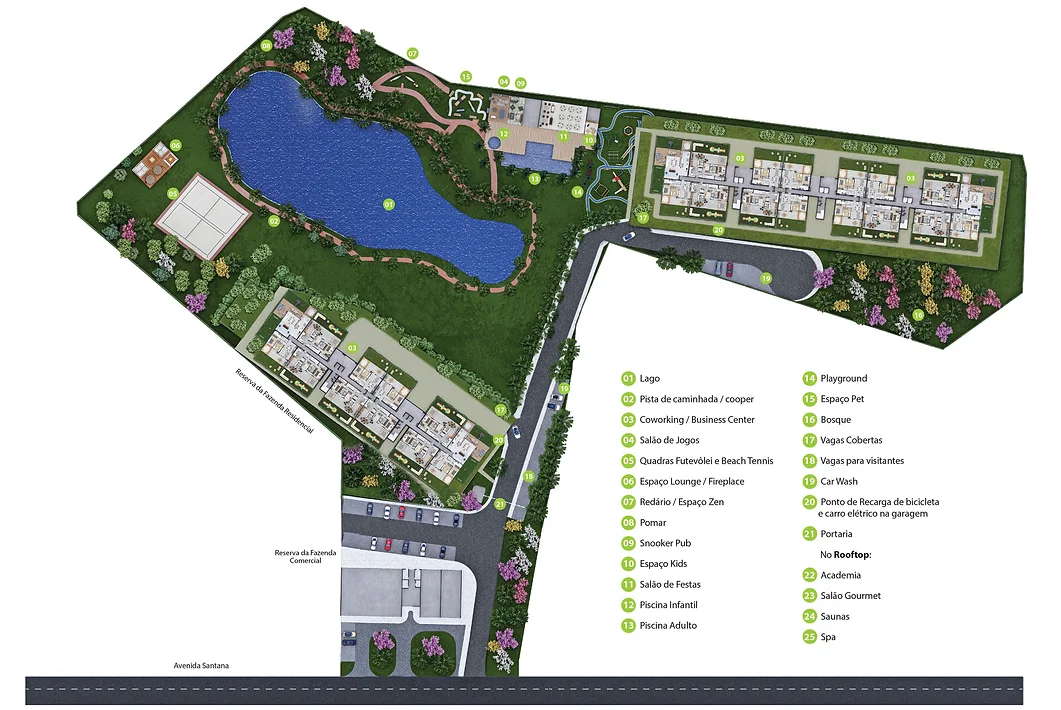 08
07
15
04
09
12
11
10
06
05
01
02
13
14
03
03
17
20
19
16
03
19
17
20
18
21
Reserva da Fazenda Residencial
Reserva da Fazenda
Comercial
Avenida Santana
01 Lago
02 Pista de caminhada / cooper
03 Coworking / Business Center
04 Salão de Jogos
05 Quadras Futevôlei e Beach Tennis
06 Espaço Lounge / Fireplace
07 Redário / Espaço Zen
08 Pomar
09 Snooker Pub
10 Espaço Kids
11 Salão de Festas
12 Piscina Infantil
13 Piscina Adulto
14 Playground
15 Espaço Pet
16 Bosque
17 Vagas Cobertas
18 Vagas para visitantes
19 Car Wash
20 Ponto de Recarga de bicicleta
e carro elétrico na garagem
21 Portaria
No Rooftop:
22 Academia
23 Salão Gourmet
24 Saunas
25 Spa